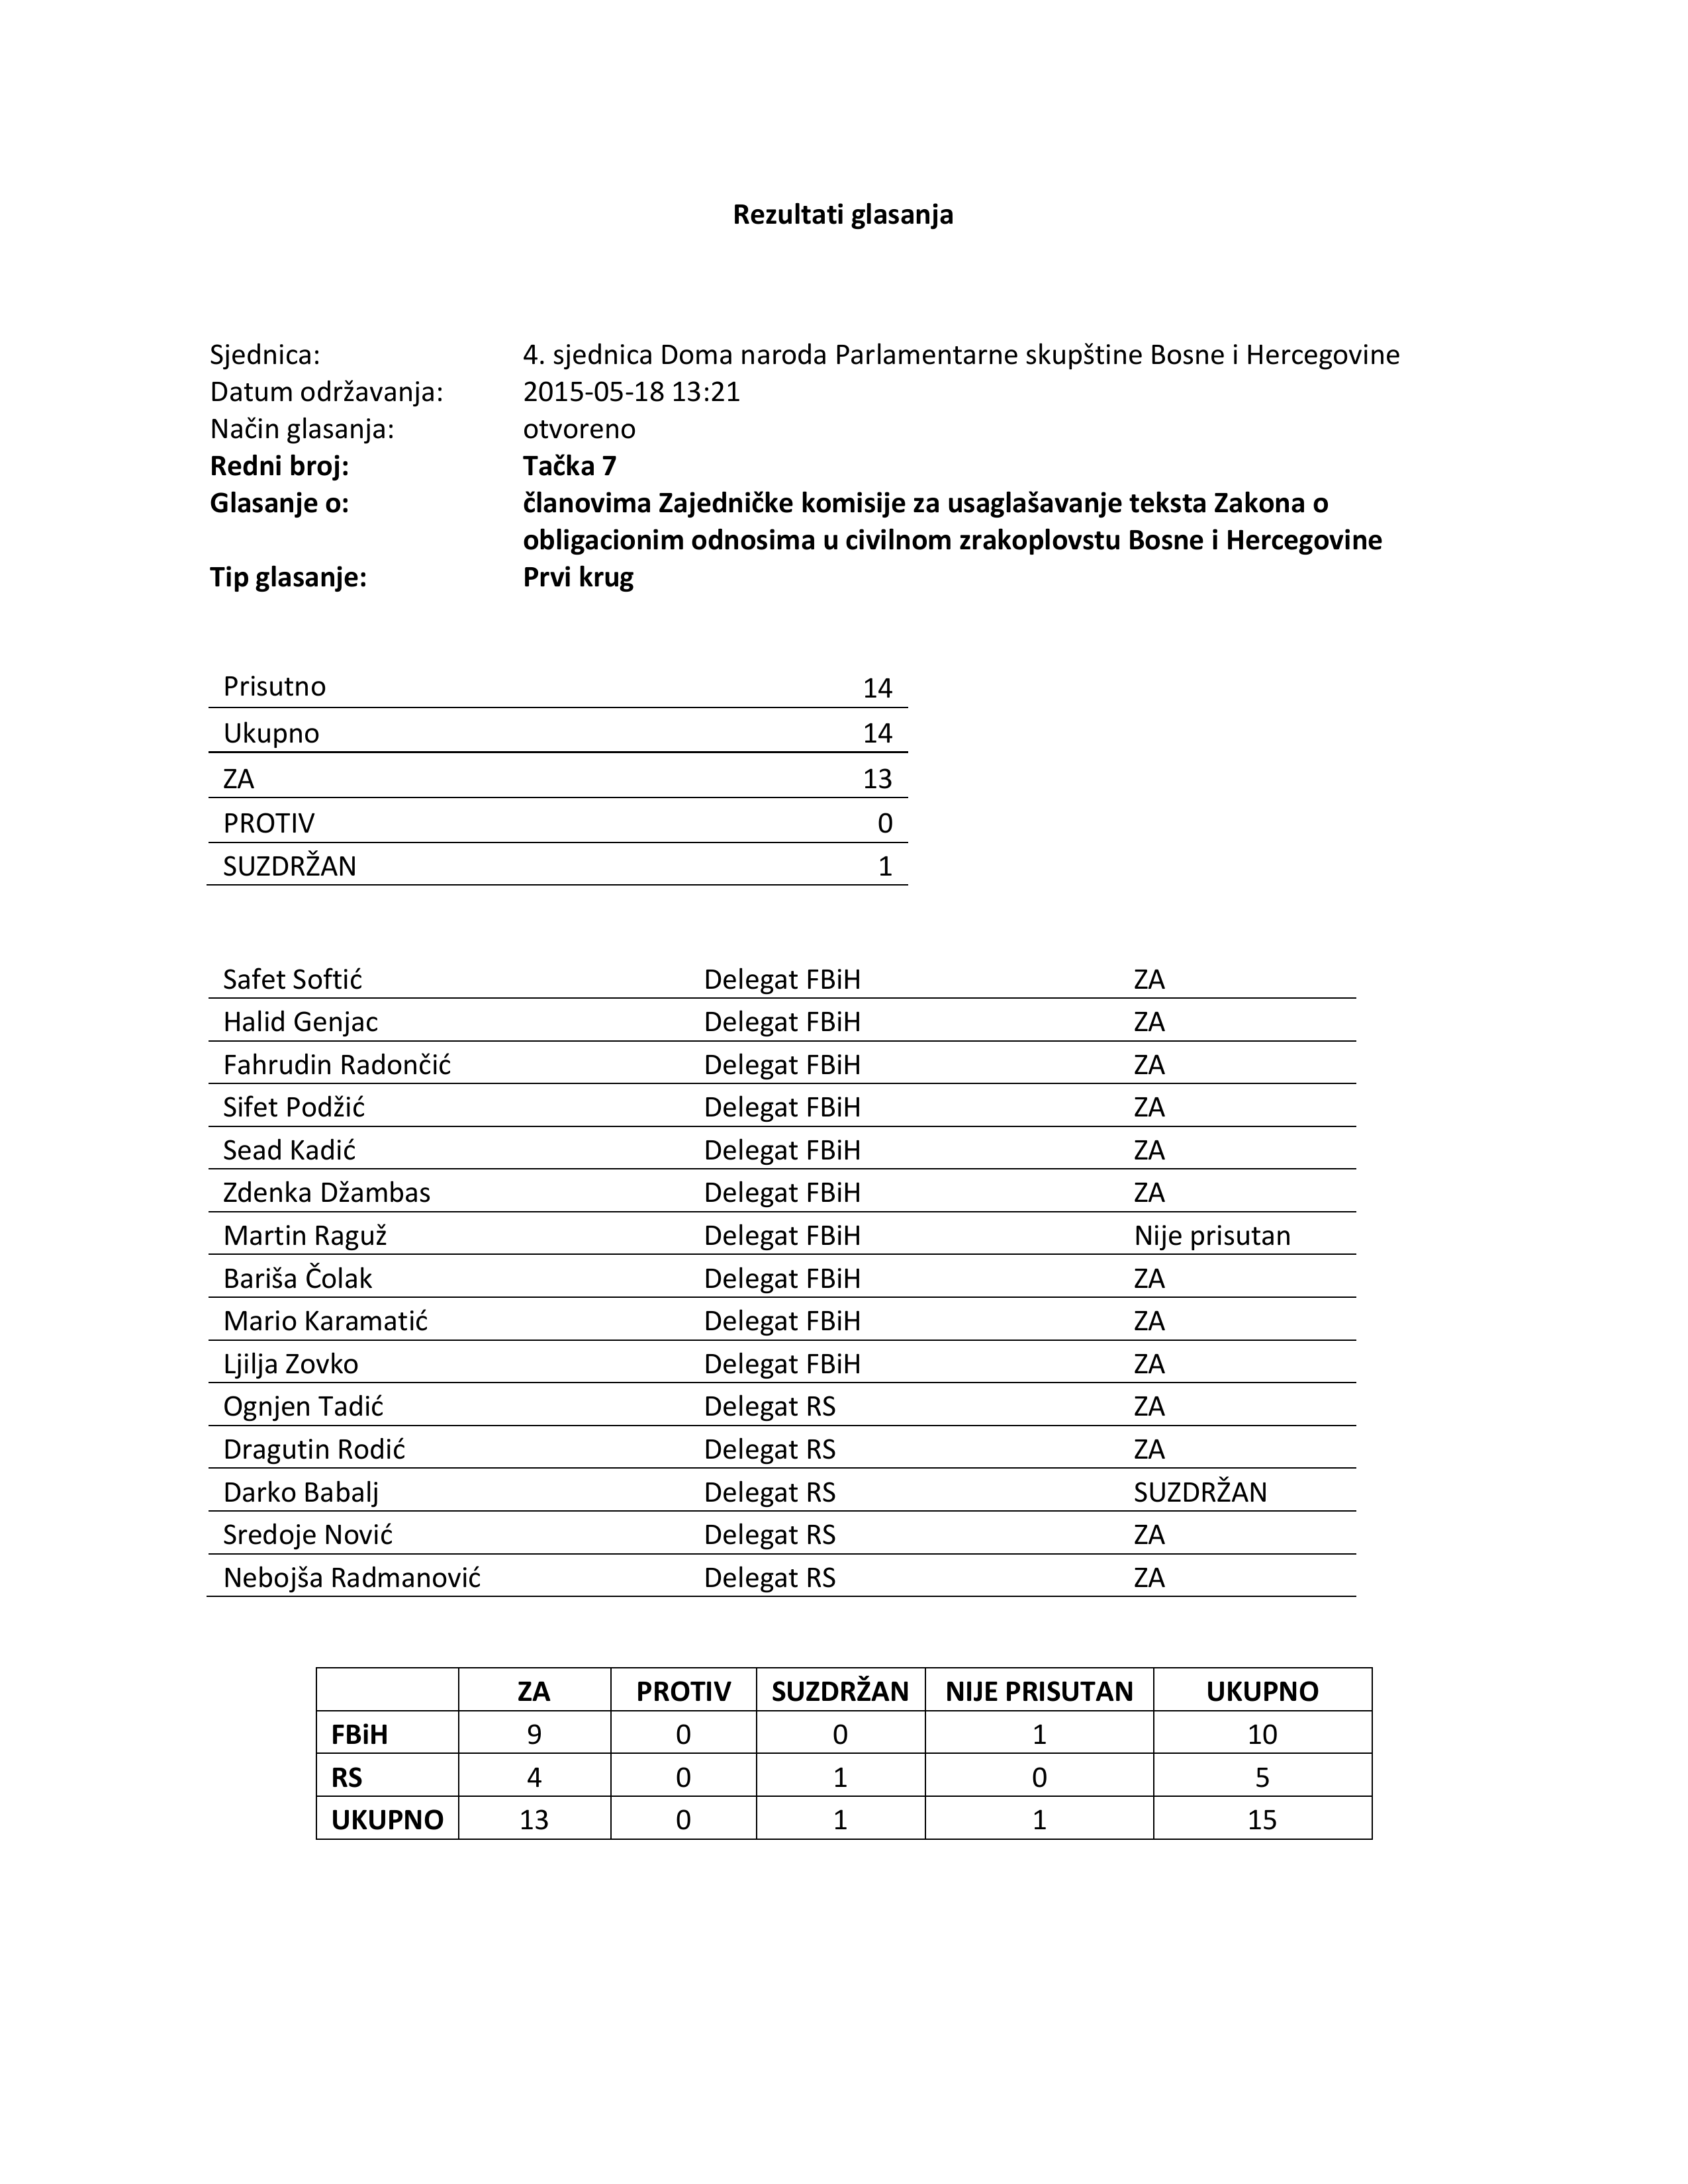 Rezultati glasanja
Sjednica: 4. sjednica Doma naroda Parlamentarne skupštine Bosne i Hercegovine
Datum održavanja: 2015-05-18 13:21
Način glasanja: otvoreno
Redni broj: Tačka 7
Glasanje o: članovima Zajedničke komisije za usaglašavanje teksta Zakona o
obligacionim odnosima u civilnom zrakoplovstu Bosne i Hercegovine
Tip glasanje: Prvi krug
Prisutno 14
Ukupno 14
ZA 13
PROTIV 0
SUZDRŽAN 1
Safet Softić Delegat FBiH ZA
Halid Genjac Delegat FBiH ZA
Fahrudin Radončić Delegat FBiH ZA
Sifet Podžić Delegat FBiH ZA
Sead Kadić Delegat FBiH ZA
Zdenka Džambas Delegat FBiH ZA
Martin Raguž Delegat FBiH Nije prisutan
Bariša Čolak Delegat FBiH ZA
Mario Karamatić Delegat FBiH ZA
Ljilja Zovko Delegat FBiH ZA
Ognjen Tadić Delegat RS ZA
Dragutin Rodić Delegat RS ZA
Darko Babalj Delegat RS SUZDRŽAN
Sredoje Nović Delegat RS ZA
Nebojša Radmanović Delegat RS ZA
ZA PROTIV SUZDRŽAN NIJE PRISUTAN UKUPNO
FBiH 9 0 0 1 10
RS 4 0 1 0 5
UKUPNO 13 0 1 1 15